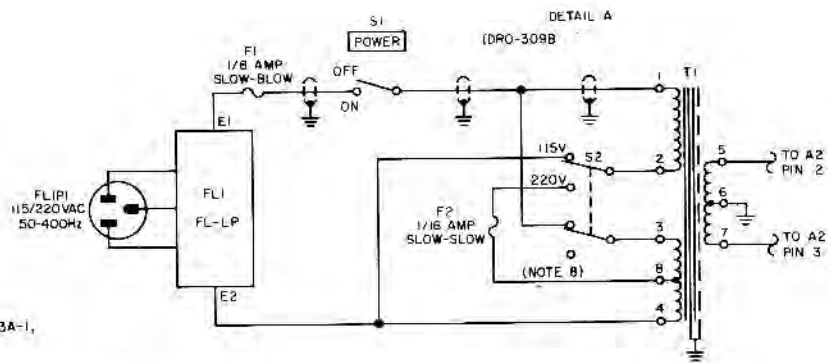 DETAIL A
(DRO-309B
S1
POWER
F1
1/8 AMP
SLOW-BLOW
OFF
ON
E1
FL1P1
115/220VAC
50-400Hz
FL1
FL-LP
E2
115V
S2
220V
F2
1/16 AMP
SLOW-SLOW
(NOTE 8)
1
T1
2
3
8
4
5
6
7
TO A2
PIN 2
TO A2
PIN 3
3A-1,